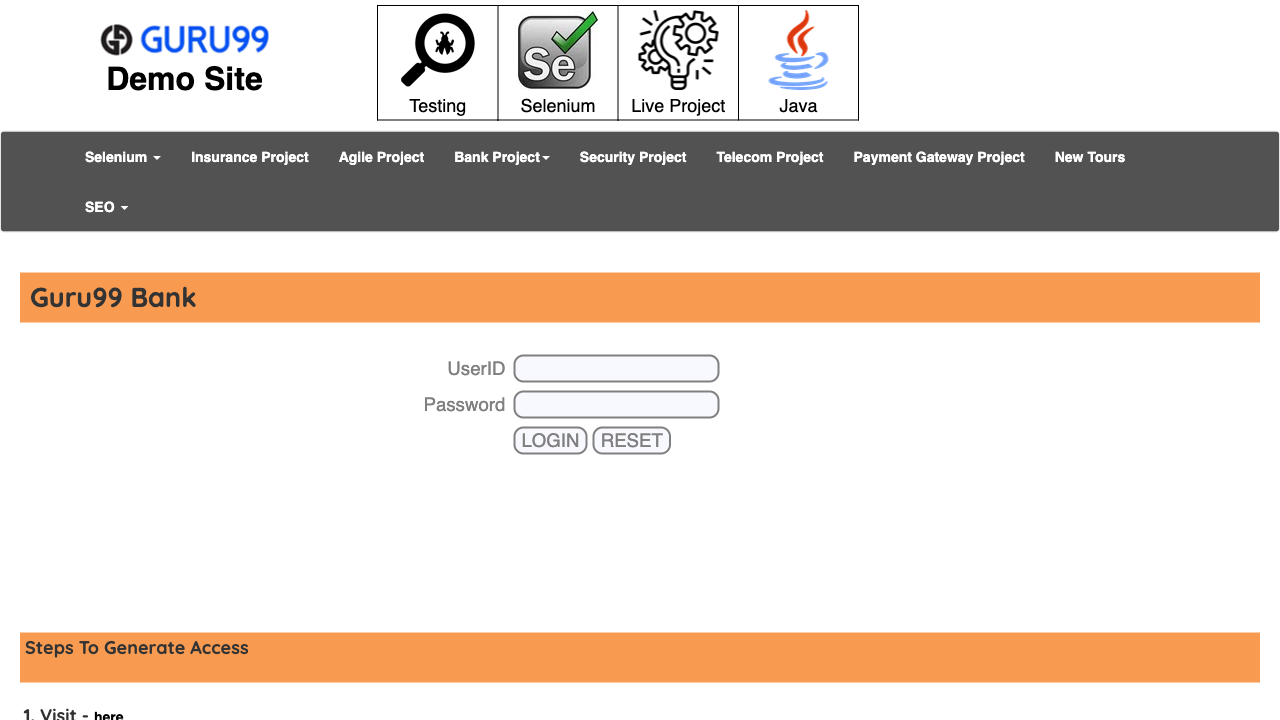 GURU99
Demo Site
Se
Testing Selenium Live Project Java
Selenium Insurance Project Agile Project Bank Project Security Project Telecom Project Payment Gateway Project New Tours
SEO
Guru99 Bank
UserID
Password
LOGIN RESET
Steps To Generate Access
1. Visit - here